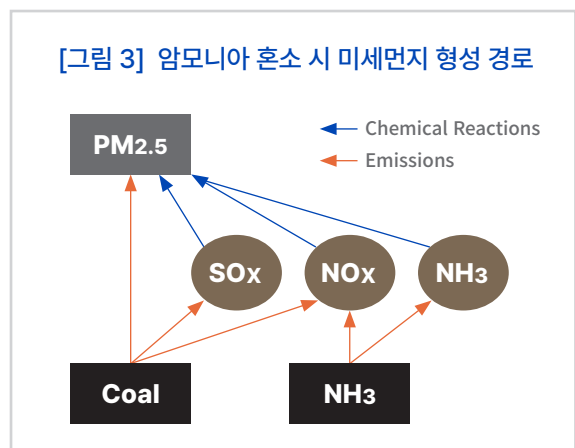 [그림 3] 암모니아 혼소 시 미세먼지 형성 경로
PM2.5
Chemical Reactions
Emissions
SOx
NOx
NH3
Coal
NH3